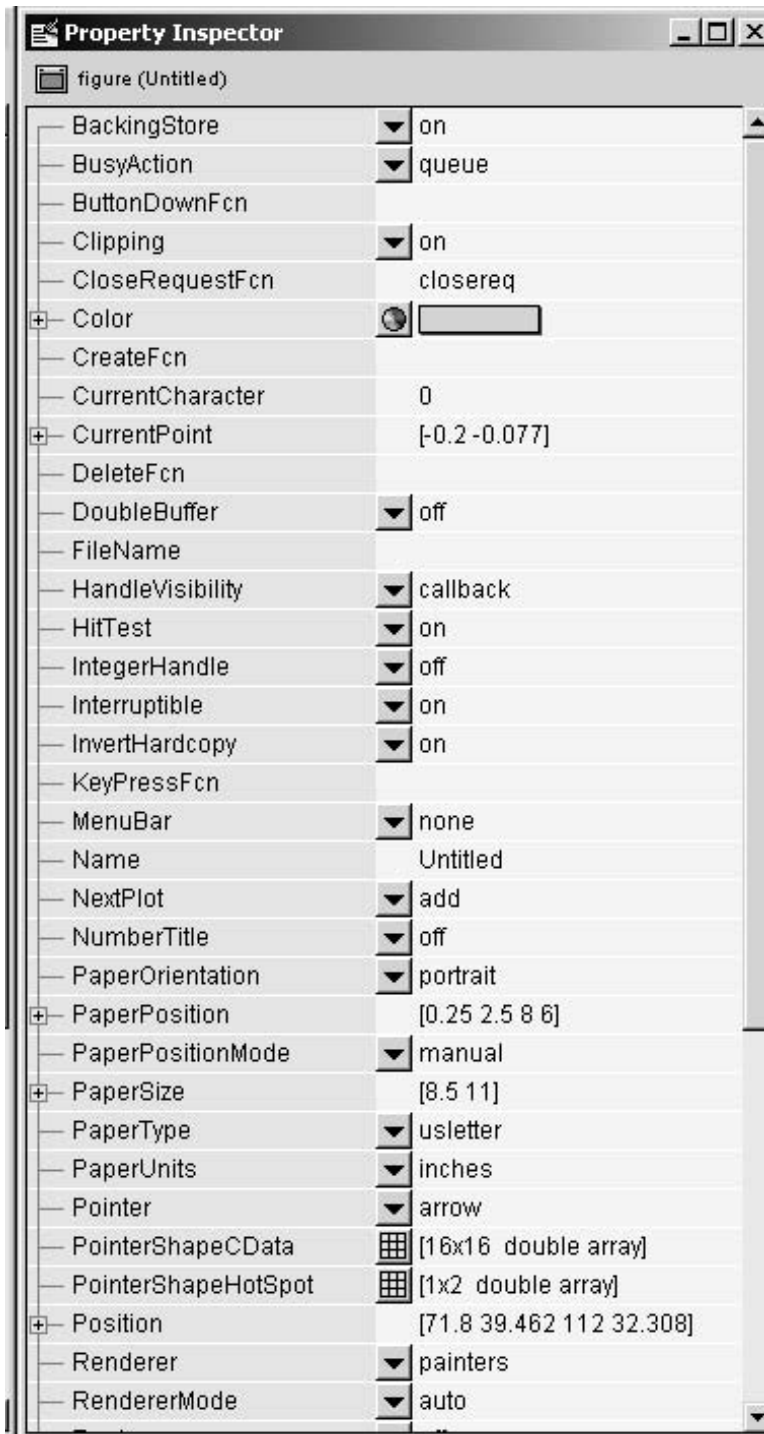 Property Inspector
figure (Untitled)
BackingStore on
BusyAction queue
ButtonDownFcn
Clipping on
CloseRequestFcn closereq
Color
CreateFcn
CurrentCharacter 0
CurrentPoint [-0.2 -0.077]
DeleteFcn
DoubleBuffer off
FileName
HandleVisibility callback
HitTest on
IntegerHandle off
Interruptible on
InvertHardcopy on
KeyPressFcn
MenuBar none
Name Untitled
NextPlot add
NumberTitle off
PaperOrientation portrait
PaperPosition [0.25 2.5 8 6]
PaperPositionMode manual
PaperSize [8.5 11]
PaperType usletter
PaperUnits inches
Pointer arrow
PointerShapeCData [16x16 double array]
PointerShapeHotSpot [1x2 double array]
Position [71.8 39.462 112 32.308]
Renderer painters
RendererMode auto